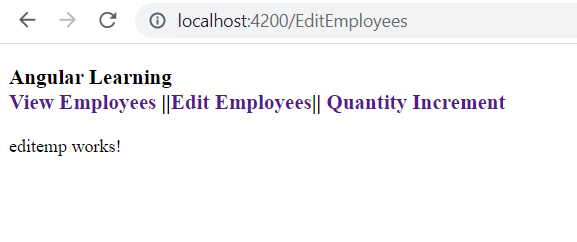 localhost:4200/EditEmployees
Angular Learning
View Employees ||Edit Employees|| Quantity Increment
editemp works!